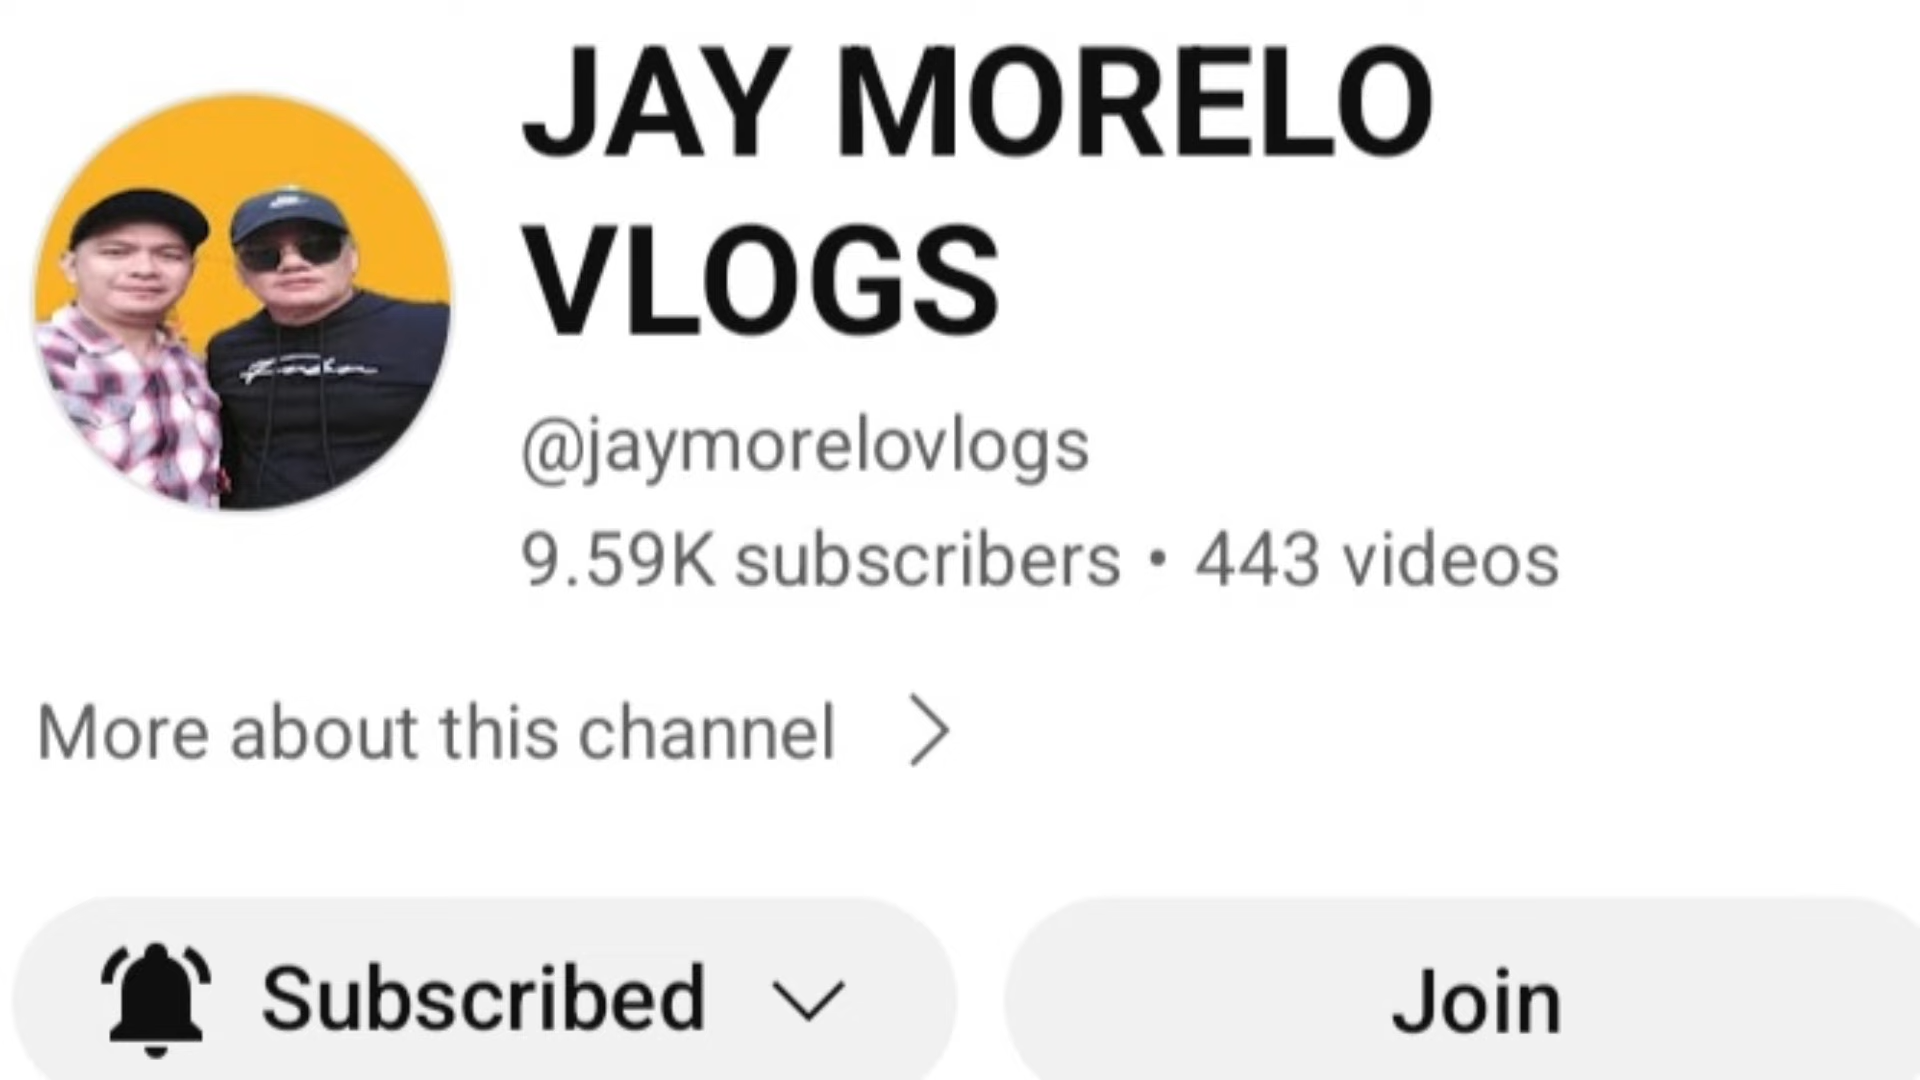 JAY MORELO
VLOGS
@jaymorelovlogs
9.59K subscribers • 443 videos
More about this channel
Subscribed
Join